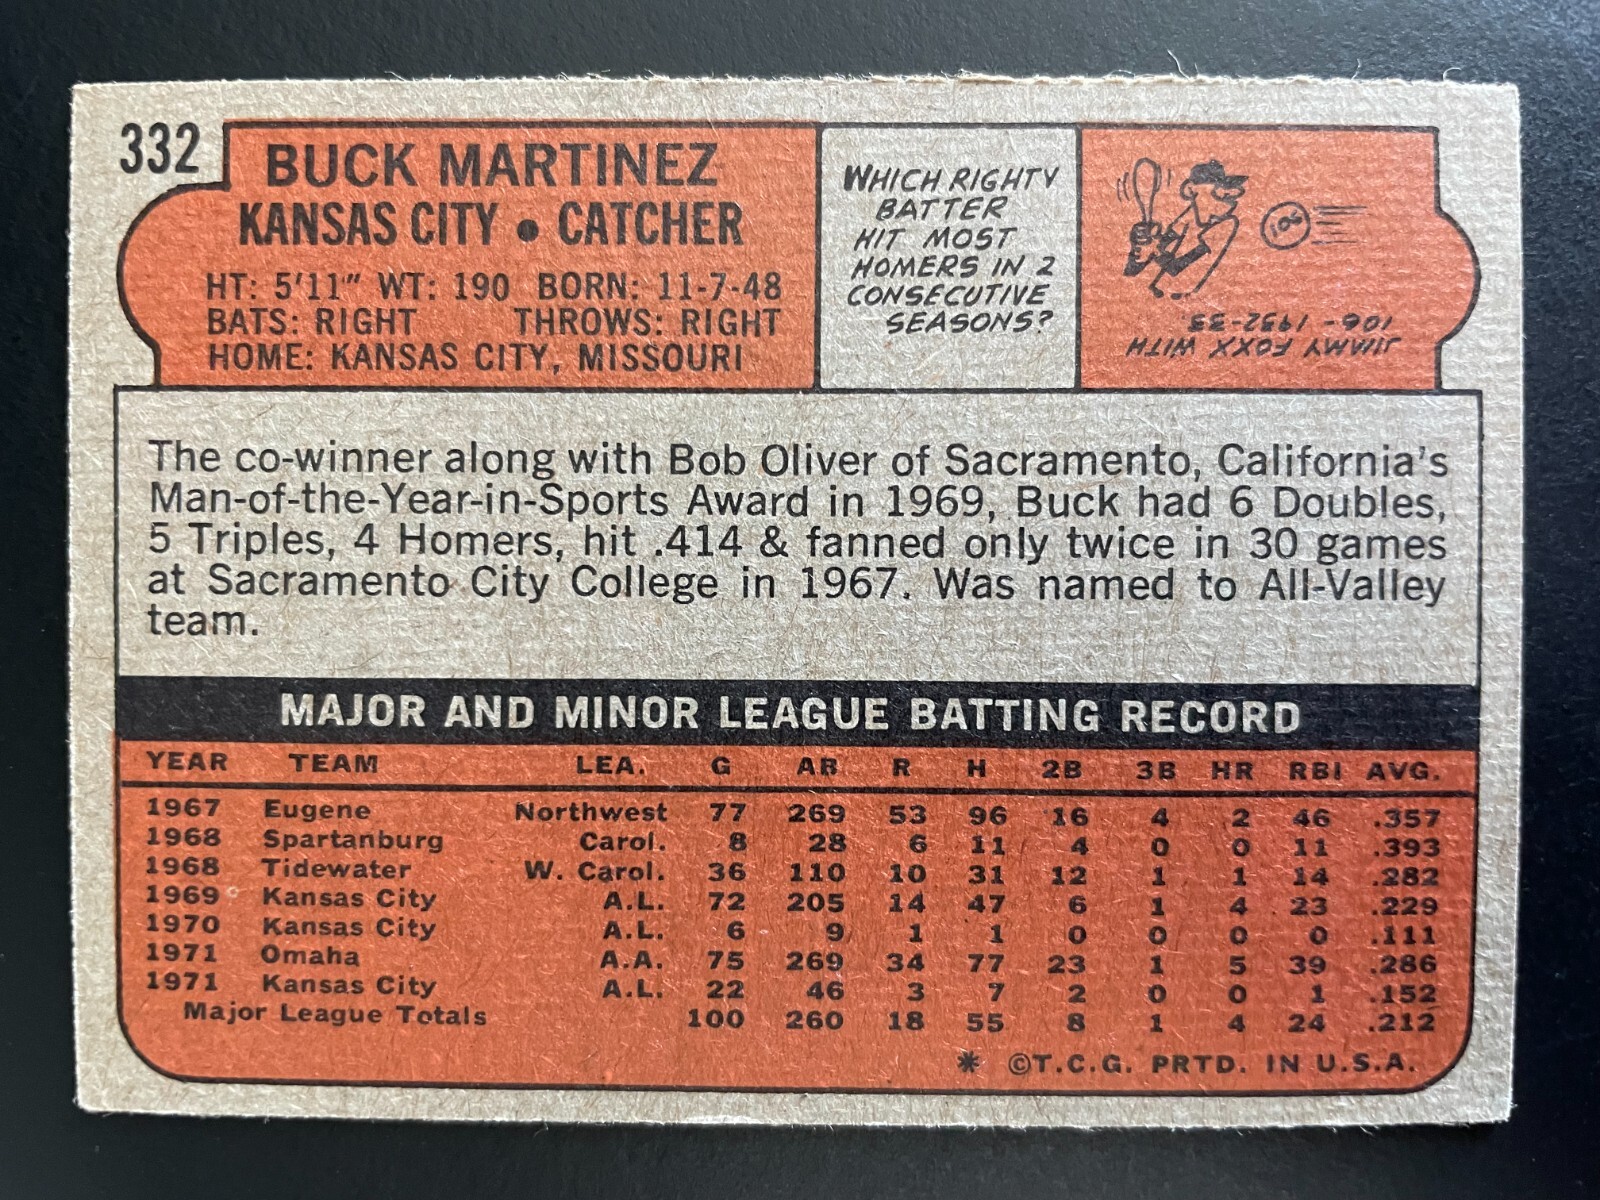 332
BUCK MARTINEZ
KANSAS CITY • CATCHER
HT: 5'11" WT: 190 BORN: 11-7-48
BATS: RIGHT THROWS: RIGHT
HOME: KANSAS CITY, MISSOURI
WHICH RIGHTY
BATTER
HIT MOST
HOMERS IN 2
CONSECUTIVE
SEASONS?
106
JIMMY FOXX WITH
106 - 1932-33.
The co-winner along with Bob Oliver of Sacramento, California's
Man-of-the-Year-in-Sports Award in 1969, Buck had 6 Doubles,
5 Triples, 4 Homers, hit .414 & fanned only twice in 30 games
at Sacramento City College in 1967. Was named to All-Valley
team.
MAJOR AND MINOR LEAGUE BATTING RECORD
YEAR TEAM LEA. G AB R H 2B 3B HR RBI AVG.
1967 Eugene Northwest 77 269 53 96 16 4 2 46 .357
1968 Spartanburg Carol. 8 28 6 11 4 0 0 11 .393
1968 Tidewater W. Carol. 36 110 10 31 12 1 1 14 .282
1969 Kansas City A.L. 72 205 14 47 6 1 4 23 .229
1970 Kansas City A.L. 6 9 1 1 0 0 0 0 .111
1971 Omaha A.A. 75 269 34 77 23 1 5 39 .286
1971 Kansas City A.L. 22 46 3 7 2 0 0 1 .152
Major League Totals 100 260 18 55 8 1 4 24 .212
* ©T.C.G. PRTD. IN U.S.A.